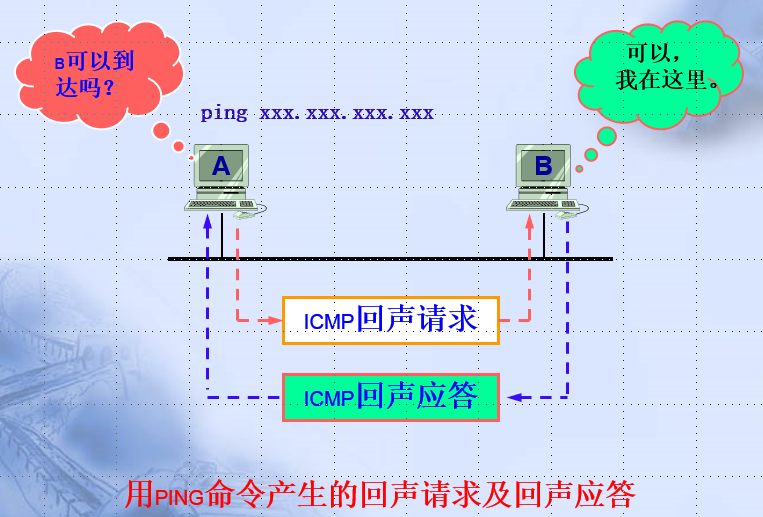 B可以到
达吗？
可以，
我在这里。
ping xxx.xxx.xxx.xxx
A
B
ICMP回声请求
ICMP回声应答
用PING命令产生的回声请求及回声应答